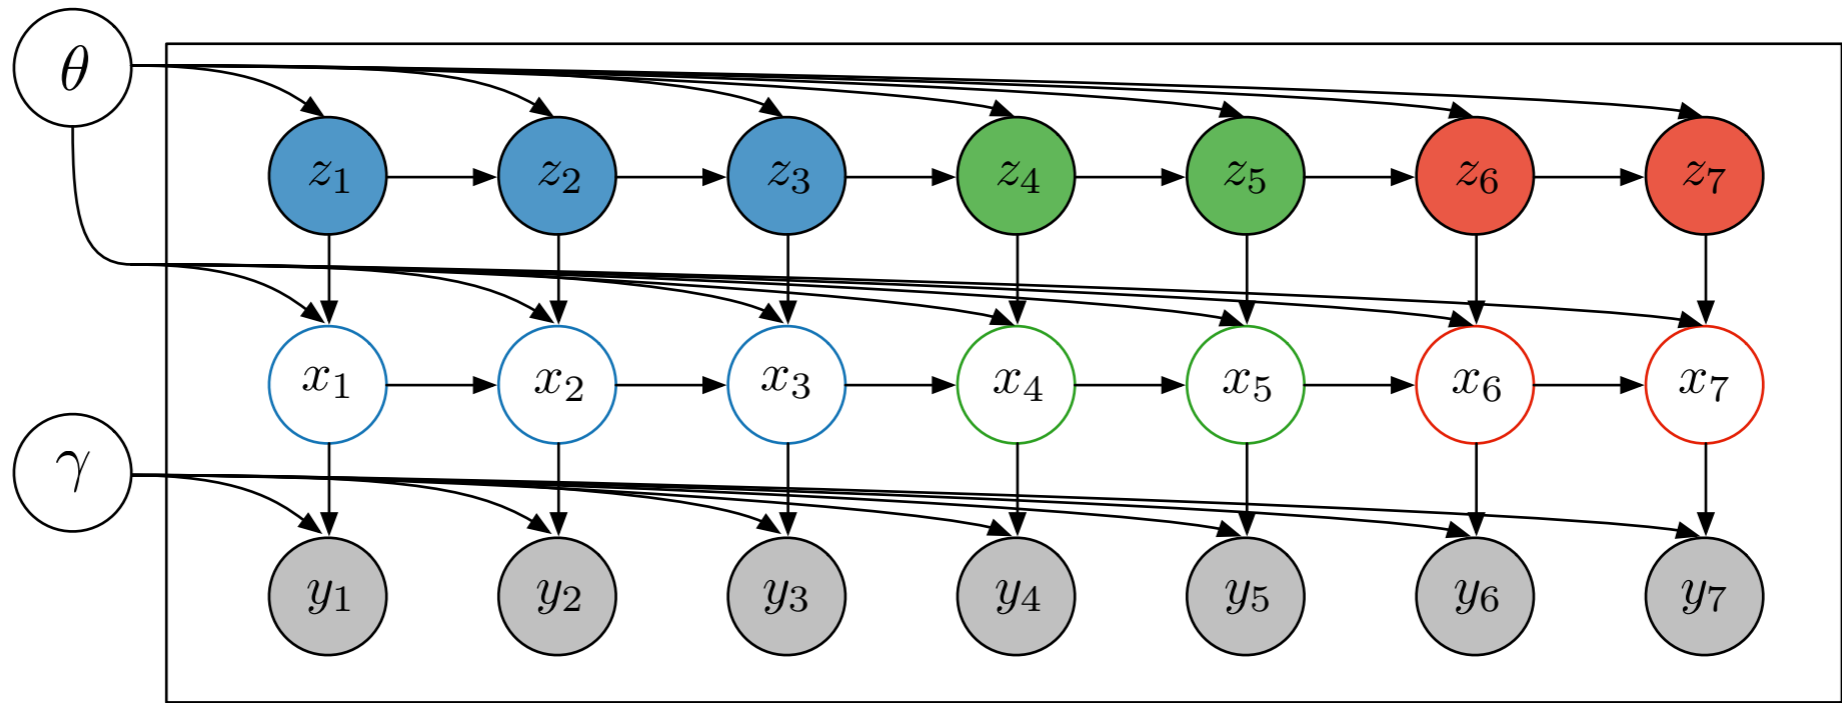 θ
z₁ z₂ z₃ z₄ z₅ z₆ z₇
x₁ x₂ x₃ x₄ x₅ x₆ x₇
γ
y₁ y₂ y₃ y₄ y₅ y₆ y₇